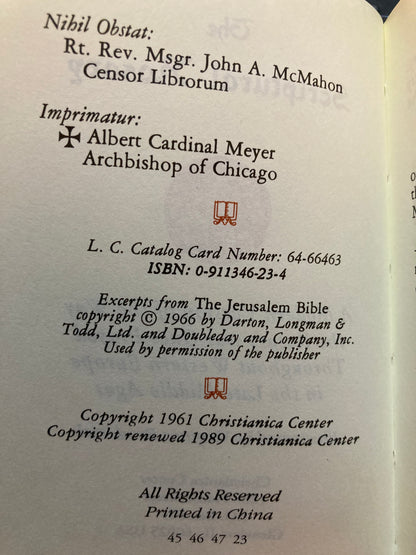 Nihil Obstat:
Rt. Rev. Msgr. John A. McMahon
Censor Librorum
Imprimatur:
✠ Albert Cardinal Meyer
Archbishop of Chicago
L. C. Catalog Card Number: 64-66463
ISBN: 0-911346-23-4
Excerpts from The Jerusalem Bible
copyright © 1966 by Darton, Longman &
Todd, Ltd. and Doubleday and Company, Inc.
Used by permission of the publisher
Copyright 1961 Christianica Center
Copyright renewed 1989 Christianica Center
All Rights Reserved
Printed in China
45 46 47 23